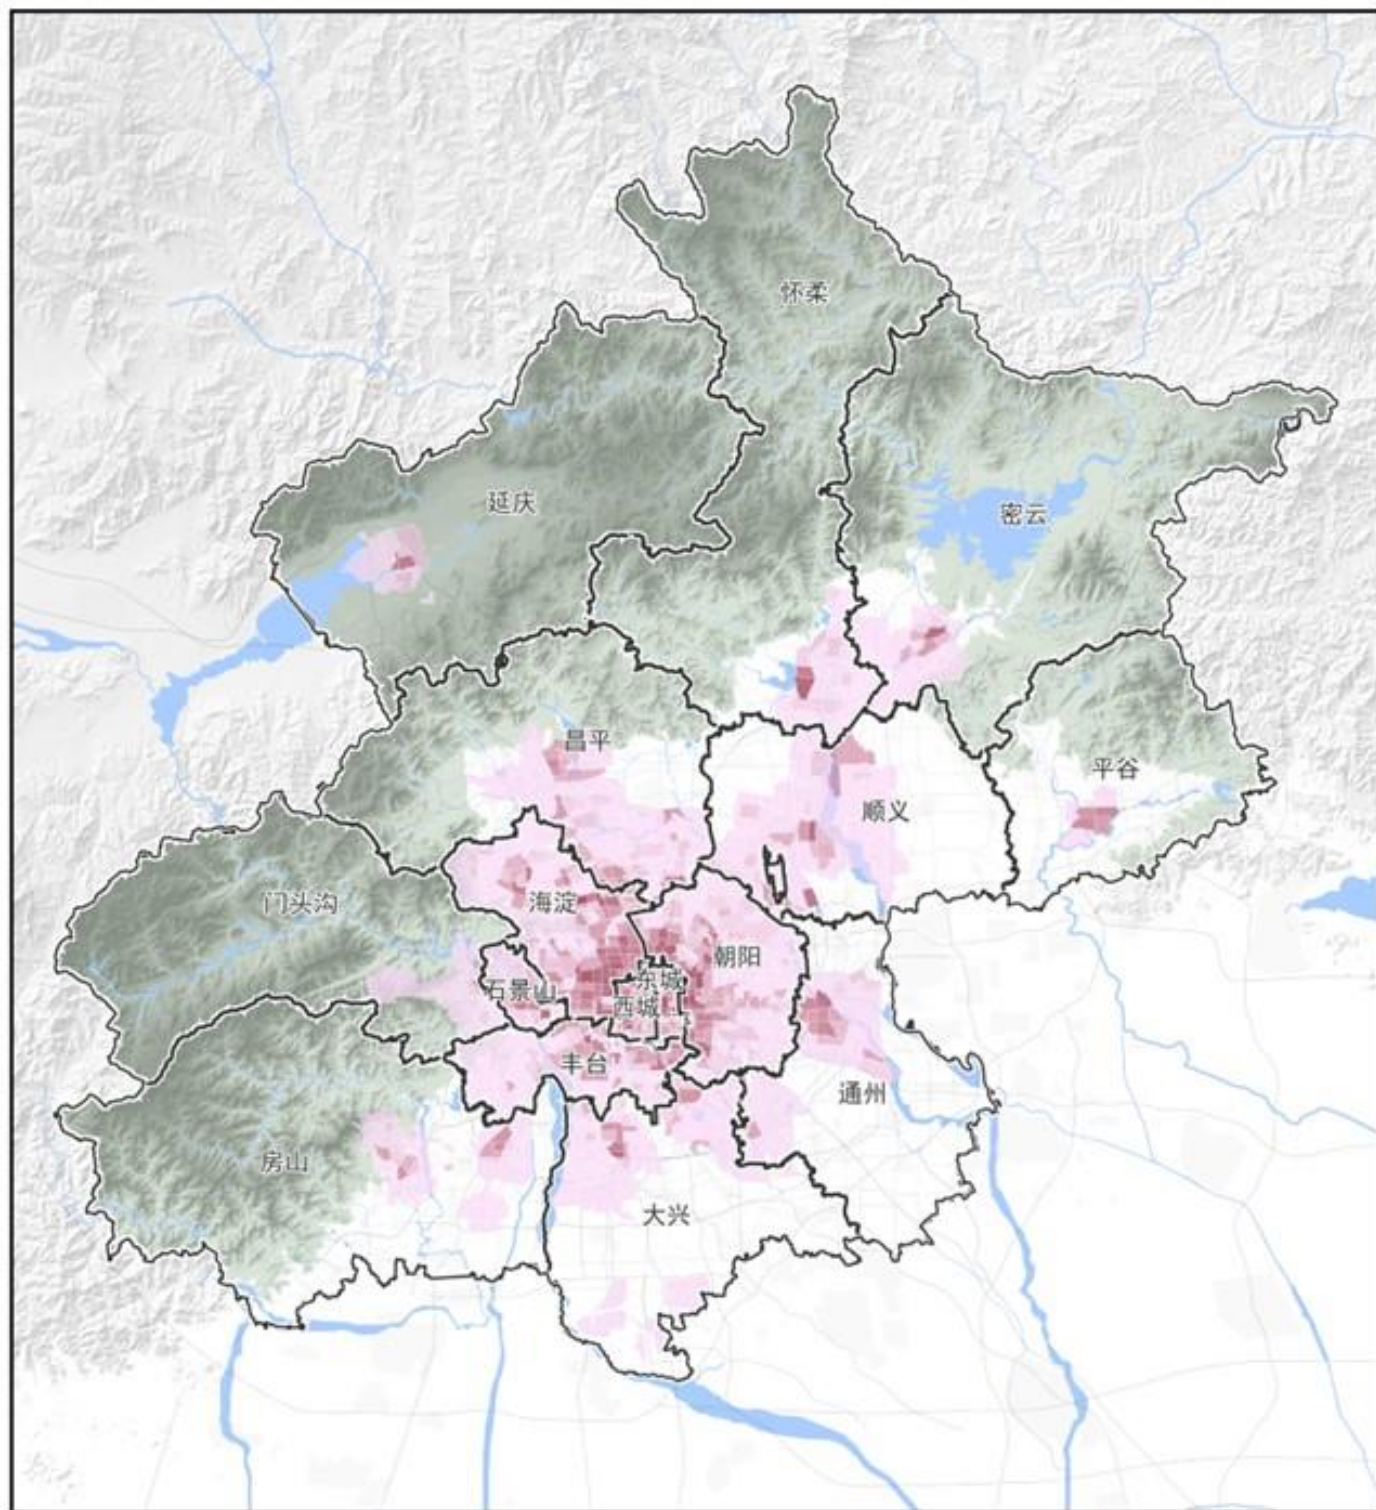 怀柔
延庆
密云
昌平
平谷
顺义
门头沟
海淀
朝阳
东城
石景山
西城
丰台
通州
房山
大兴